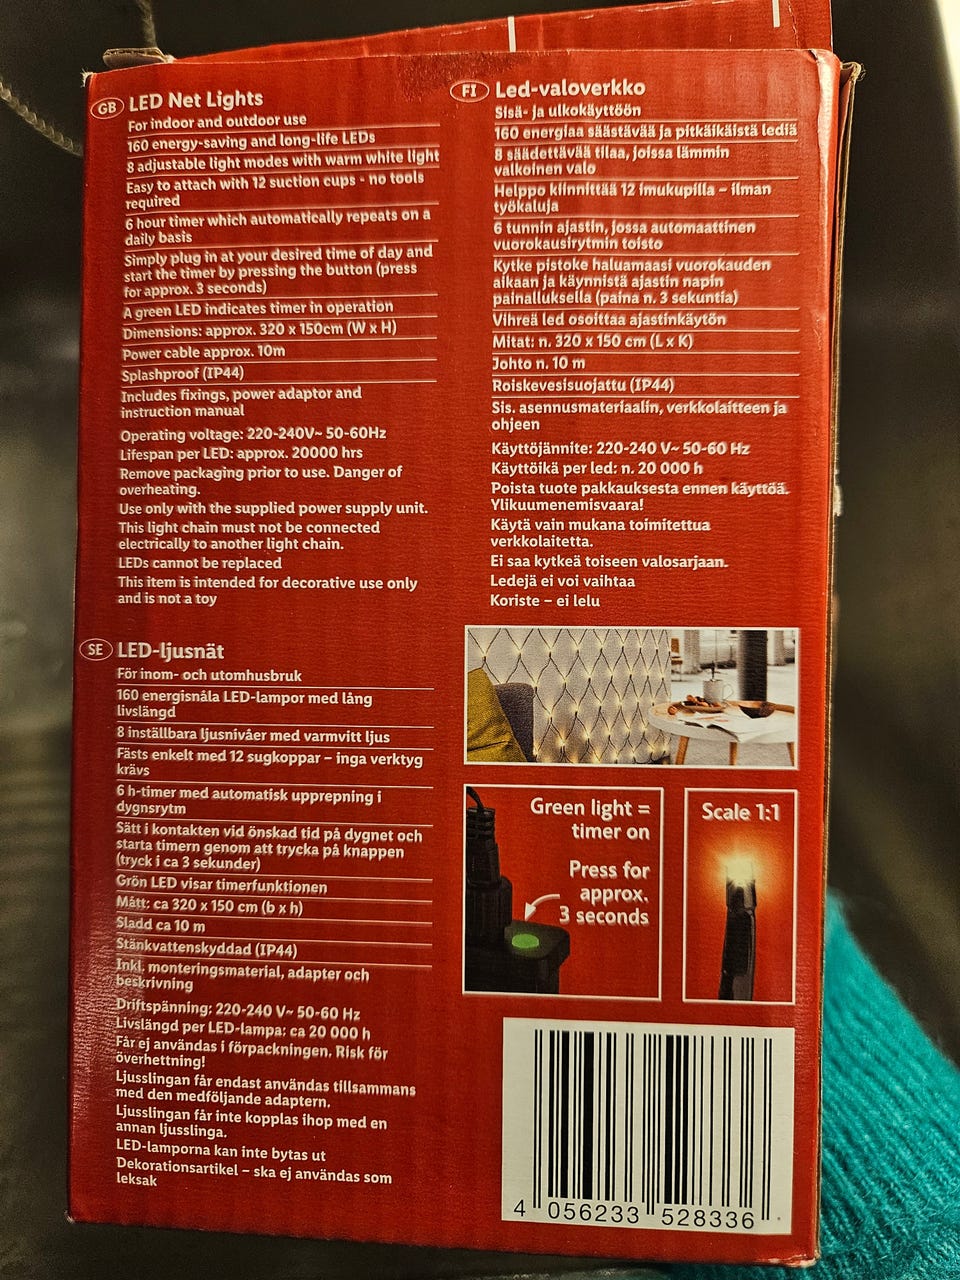 GB LED Net Lights
For indoor and outdoor use
160 energy-saving and long-life LEDs
8 adjustable light modes with warm white light
Easy to attach with 12 suction cups - no tools
required
6 hour timer which automatically repeats on a
daily basis
Simply plug in at your desired time of day and
start the timer by pressing the button (press
for approx. 3 seconds)
A green LED indicates timer in operation
Dimensions: approx. 320 x 150cm (W x H)
Power cable approx. 10m
Splashproof (IP44)
Includes fixings, power adaptor and
instruction manual
Operating voltage: 220-240V~ 50-60Hz
Lifespan per LED: approx. 20000 hrs
Remove packaging prior to use. Danger of
overheating.
Use only with the supplied power supply unit.
This light chain must not be connected
electrically to another light chain.
LEDs cannot be replaced
This item is intended for decorative use only
and is not a toy
SE LED-ljusnät
För inom- och utomhusbruk
160 energisnåla LED-lampor med lång
livslängd
8 inställbara ljusnivåer med varmvitt ljus
Fästs enkelt med 12 sugkoppar – inga verktyg
krävs
6 h-timer med automatisk upprepning i
dygnsrytm
Sätt i kontakten vid önskad tid på dygnet och
starta timern genom att trycka på knappen
(tryck i ca 3 sekunder)
Grön LED visar timerfunktionen
Mått: ca 320 x 150 cm (b x h)
Sladd ca 10 m
Stänkvattenskyddad (IP44)
Inkl. monteringsmaterial, adapter och
beskrivning
Driftspänning: 220-240 V~ 50-60 Hz
Livslängd per LED-lampa: ca 20 000 h
Får ej användas i förpackningen. Risk för
överhettning!
Ljusslingan får endast användas tillsammans
med den medföljande adaptern.
Ljusslingan får inte kopplas ihop med en
annan ljusslinga.
LED-lamporna kan inte bytas ut
Dekorationsartikel – ska ej användas som
leksak
FI Led-valoverkko
Sisä- ja ulkokäyttöön
160 energiaa säästävää ja pitkäikäistä lediä
8 säädettävää tilaa, joissa lämmin
valkoinen valo
Helppo kiinnittää 12 imukupilla – ilman
työkaluja
6 tunnin ajastin, jossa automaattinen
vuorokausirytmin toisto
Kytke pistoke haluamaasi vuorokauden
aikaan ja käynnistä ajastin napin
painalluksella (paina n. 3 sekuntia)
Vihreä led osoittaa ajastinkäytön
Mitat: n. 320 x 150 cm (L x K)
Johto n. 10 m
Roiskevesisuojattu (IP44)
Sis. asennusmateriaalin, verkkolaitteen ja
ohjeen
Käyttöjännite: 220-240 V~ 50-60 Hz
Käyttöikä per led: n. 20 000 h
Poista tuote pakkauksesta ennen käyttöä.
Ylikuumenemisvaara!
Käytä vain mukana toimitettua
verkkolaitetta.
Ei saa kytkeä toiseen valosarjaan.
Ledejä ei voi vaihtaa
Koriste – ei lelu
Green light =
timer on
Press for
approx.
3 seconds
Scale 1:1
4 056233 528336